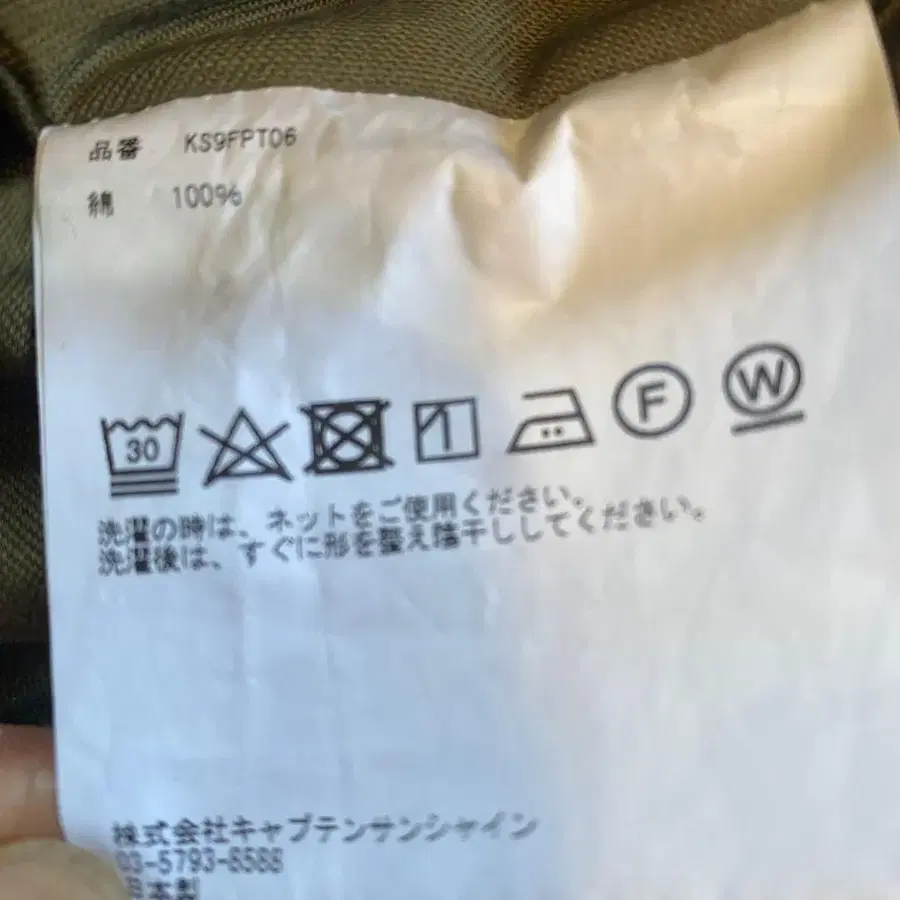 品番 KS9FPT06
綿 100%
30
F
W
洗濯の時は、ネットをご使用ください。
洗濯後は、すぐに形を整え陰干ししてください。
株式会社キャプテンサンシャイン
03-5793-8588
日本製